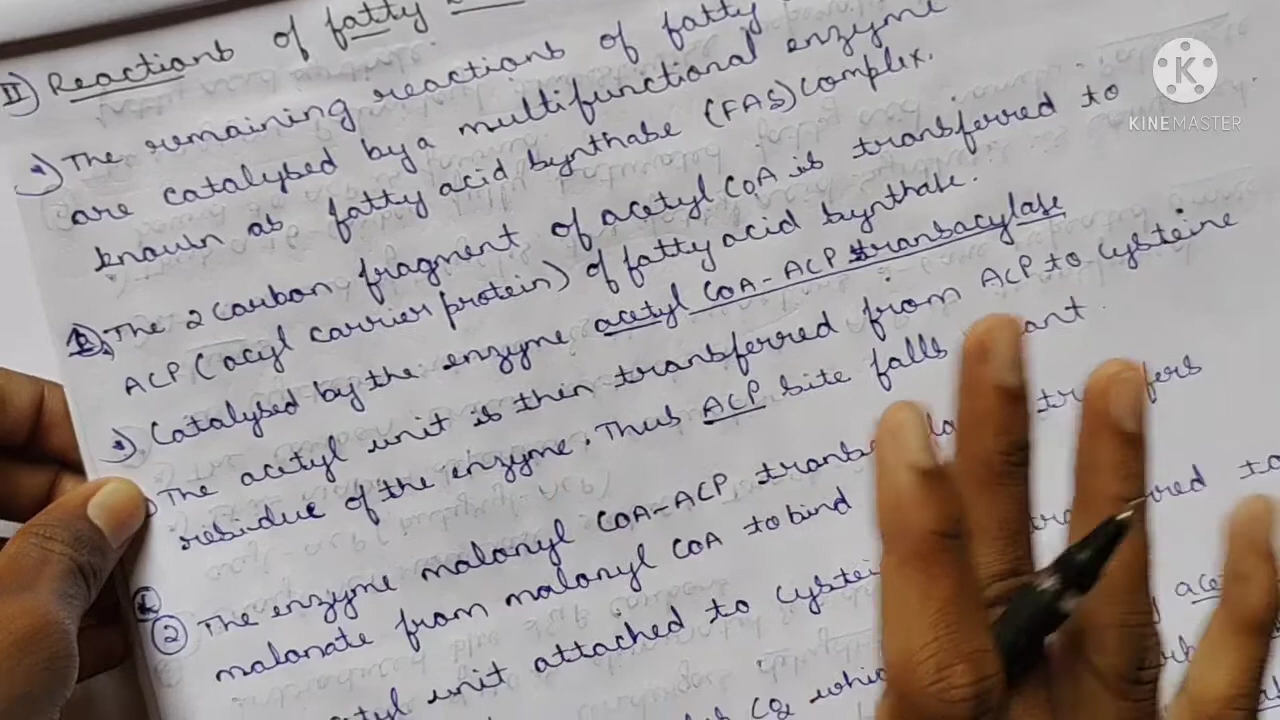 II) Reactions of fatty
The remaining reactions of fatty
are catalysed by a multifunctional enzyme
known as fatty acid synthase (FAS) complex.
The 2 carbon fragment of acetyl CoA is transferred to
ACP (acyl carrier protein) of fatty acid synthase.
Catalysed by the enzyme acetyl CoA-ACP transacylase
The acetyl unit is then transferred from ACP to cysteine
residue of the enzyme. Thus ACP site falls
② The enzyme malonyl CoA-ACP
malonate from malonyl CoA to bind
unit attached to
KINEMASTER